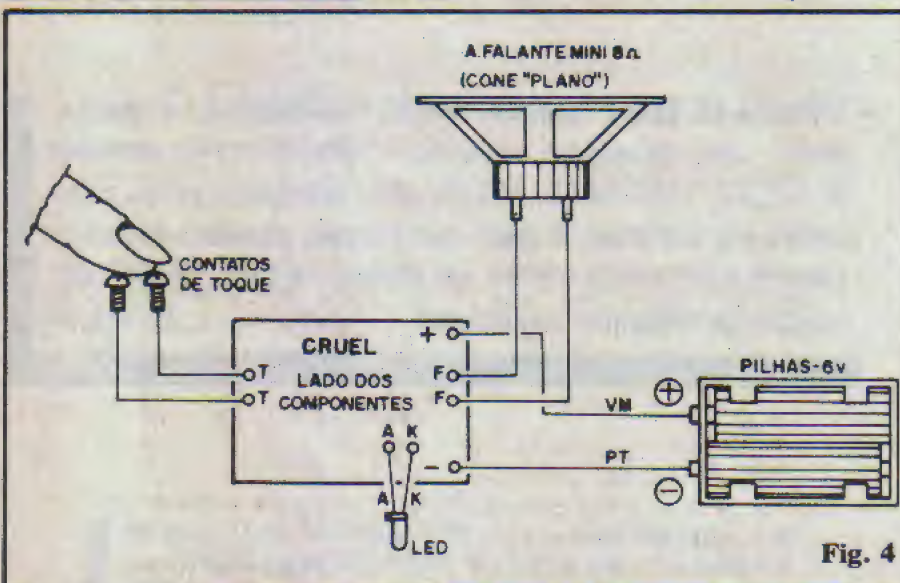 A.FALANTE MINI 8Ω
(CONE "PLANO")
CONTATOS
DE TOQUE
CRUEL
LADO DOS
COMPONENTES
+
T
T
F
F
A K
-
A K
LED
PILHAS-6v
VM
+
PT
-
Fig. 4